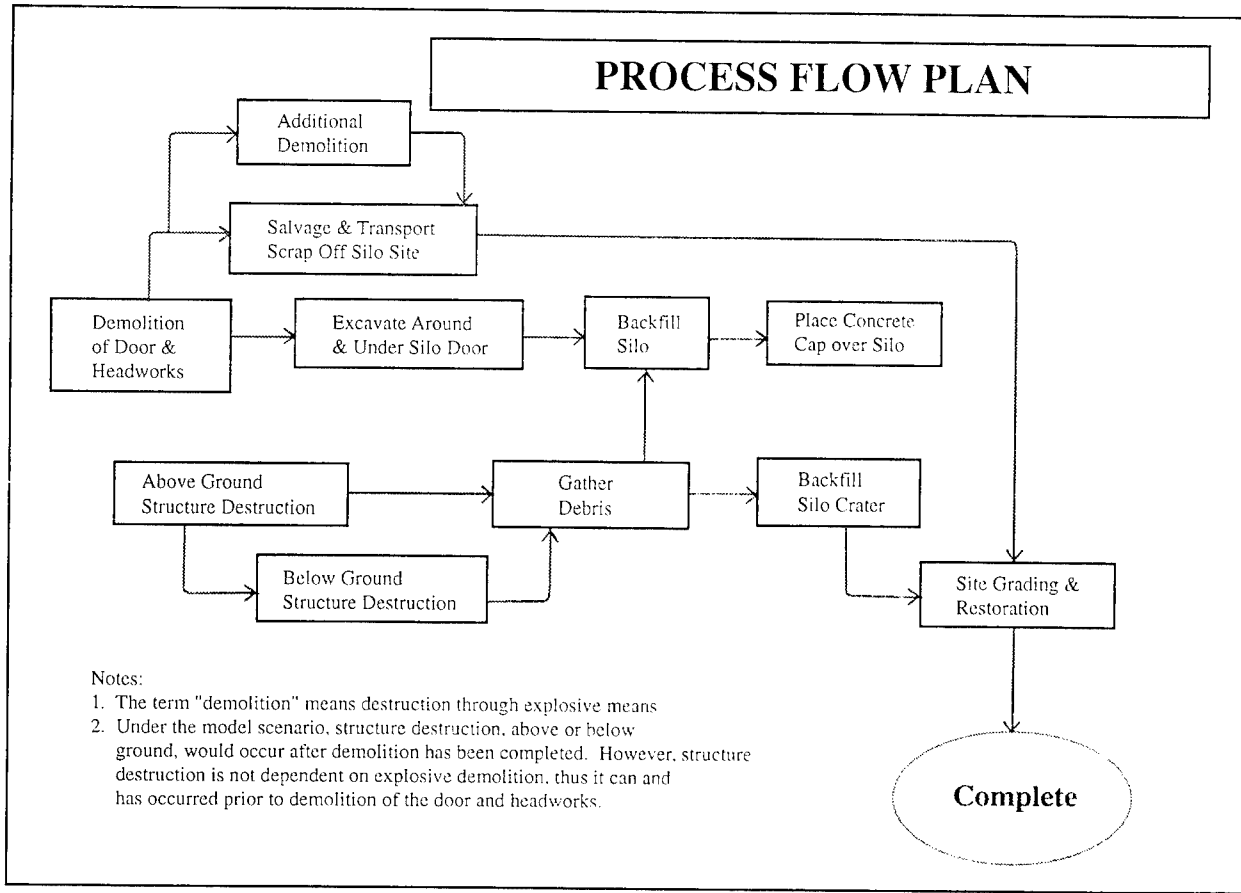 PROCESS FLOW PLAN
Additional
Demolition
Salvage & Transport
Scrap Off Silo Site
Demolition
of Door &
Headworks
Excavate Around
& Under Silo Door
Backfill
Silo
Place Concrete
Cap over Silo
Above Ground
Structure Destruction
Gather
Debris
Backfill
Silo Crater
Below Ground
Structure Destruction
Site Grading &
Restoration
Notes:
1. The term "demolition" means destruction through explosive means
2. Under the model scenario, structure destruction, above or below
ground, would occur after demolition has been completed. However, structure
destruction is not dependent on explosive demolition, thus it can and
has occurred prior to demolition of the door and headworks.
Complete